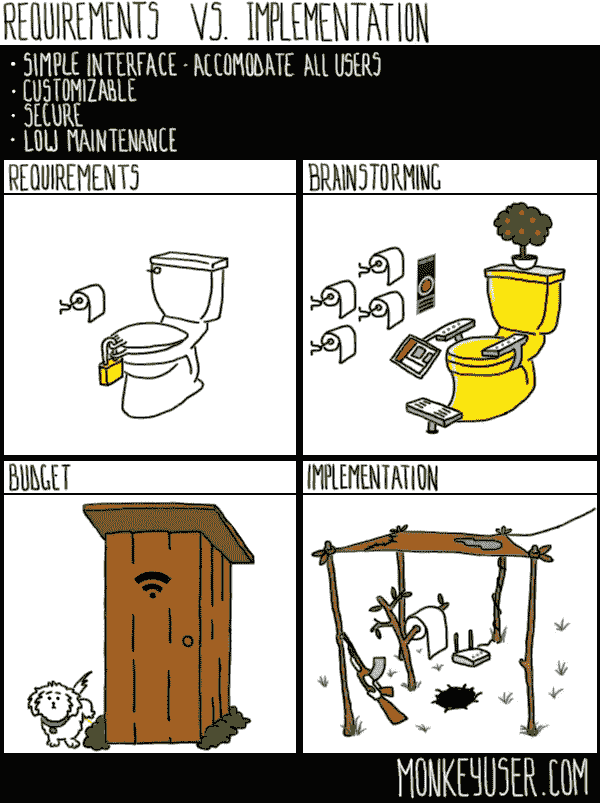 REQUIREMENTS VS. IMPLEMENTATION
• SIMPLE INTERFACE - ACCOMODATE ALL USERS
• CUSTOMIZABLE
• SECURE
• LOW MAINTENANCE
REQUIREMENTS
BRAINSTORMING
BUDGET
IMPLEMENTATION
MONKEYUSER.COM